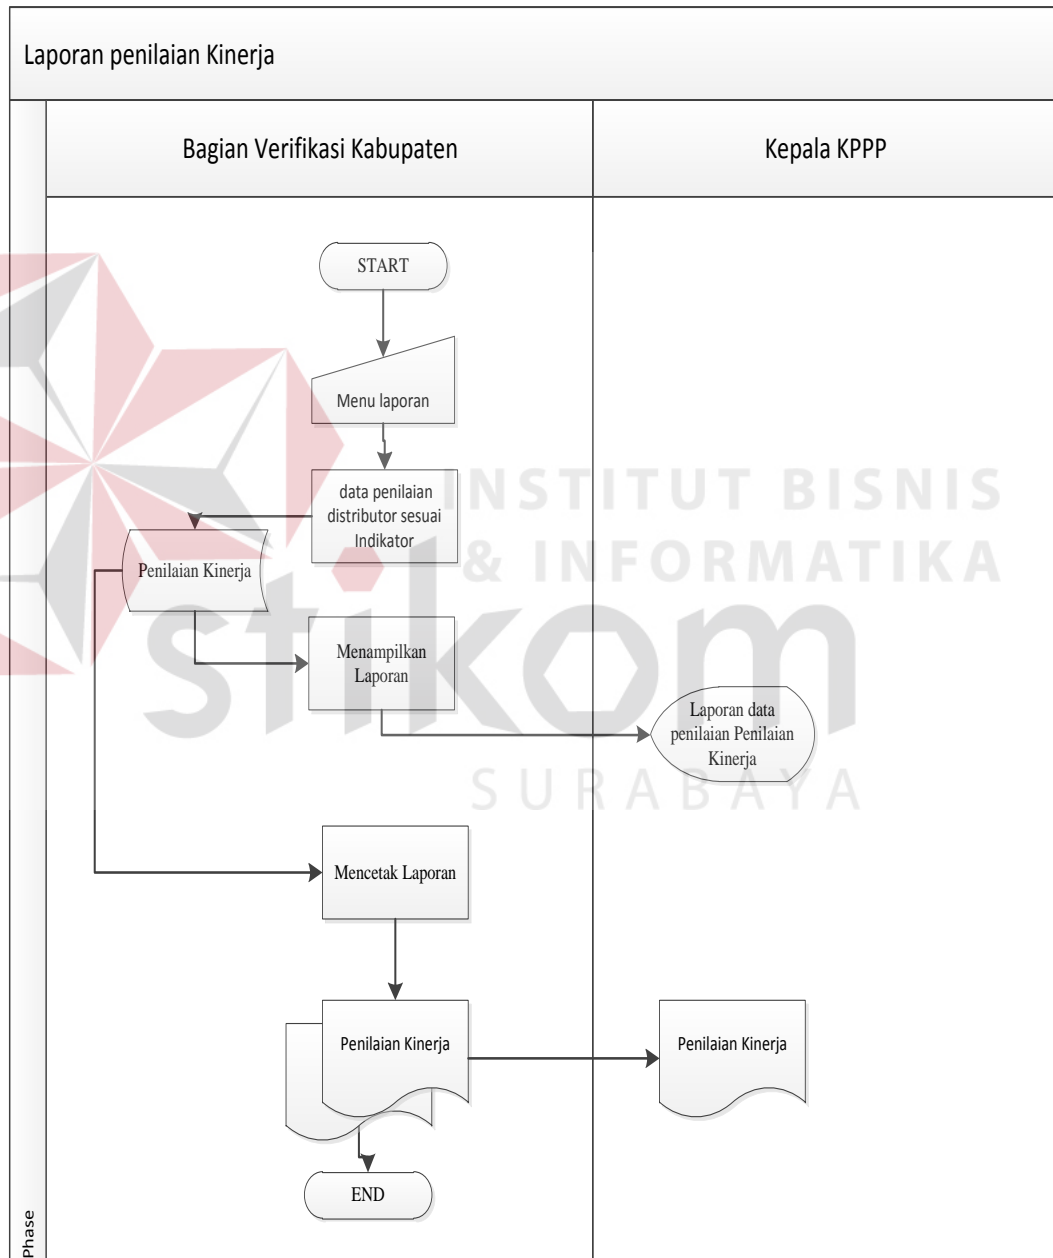 Laporan penilaian Kinerja
Bagian Verifikasi Kabupaten
Kepala KPPP
START
Menu laporan
data penilaian
distributor sesuai
Indikator
Penilaian Kinerja
Menampilkan
Laporan
Laporan data
penilaian Penilaian
Kinerja
Mencetak Laporan
Penilaian Kinerja
Penilaian Kinerja
END
Phase
INSTITUT BISNIS
& INFORMATIKA
stikom
SURABAYA